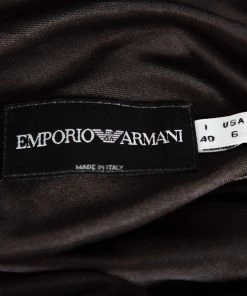 EMPORIO ARMANI
MADE IN ITALY
I USA
40 6